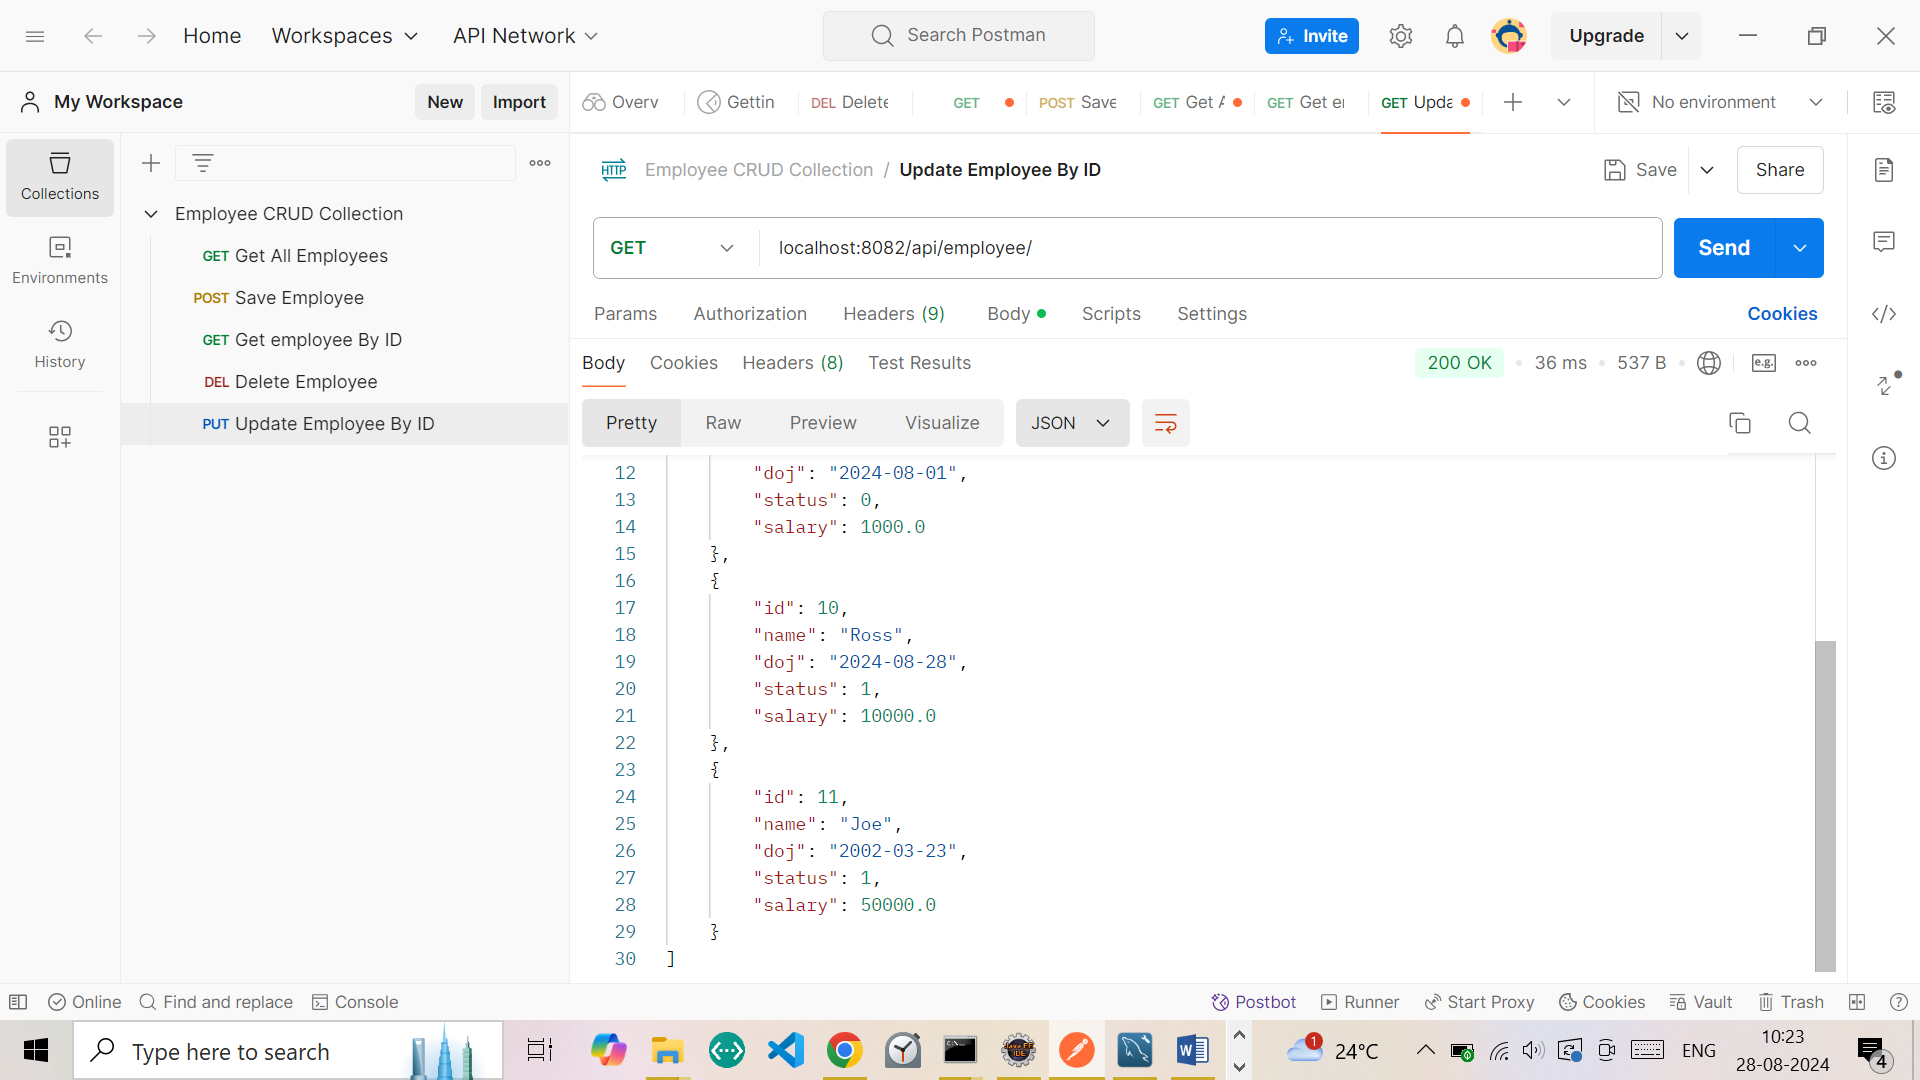 Home
Workspaces
API Network
Search Postman
Invite
Upgrade
My Workspace
New
Import
Overv
Gettin
DEL Delete
GET
POST Save
GET Get A
GET Get er
GET Upda
No environment
Collections
Environments
History
Employee CRUD Collection
GET Get All Employees
POST Save Employee
GET Get employee By ID
DEL Delete Employee
PUT Update Employee By ID
HTTP
Employee CRUD Collection / Update Employee By ID
Save
Share
GET
localhost:8082/api/employee/
Send
Params
Authorization
Headers (9)
Body
Scripts
Settings
Cookies
Body
Cookies
Headers (8)
Test Results
200 OK
36 ms
537 B
e.g.
Pretty
Raw
Preview
Visualize
JSON
12 "doj": "2024-08-01",
13 "status": 0,
14 "salary": 1000.0
15 },
16 {
17 "id": 10,
18 "name": "Ross",
19 "doj": "2024-08-28",
20 "status": 1,
21 "salary": 10000.0
22 },
23 {
24 "id": 11,
25 "name": "Joe",
26 "doj": "2002-03-23",
27 "status": 1,
28 "salary": 50000.0
29 }
30 ]
Online
Find and replace
Console
Postbot
Runner
Start Proxy
Cookies
Vault
Trash
Type here to search
1
24°C
ENG
10:23
28-08-2024
4